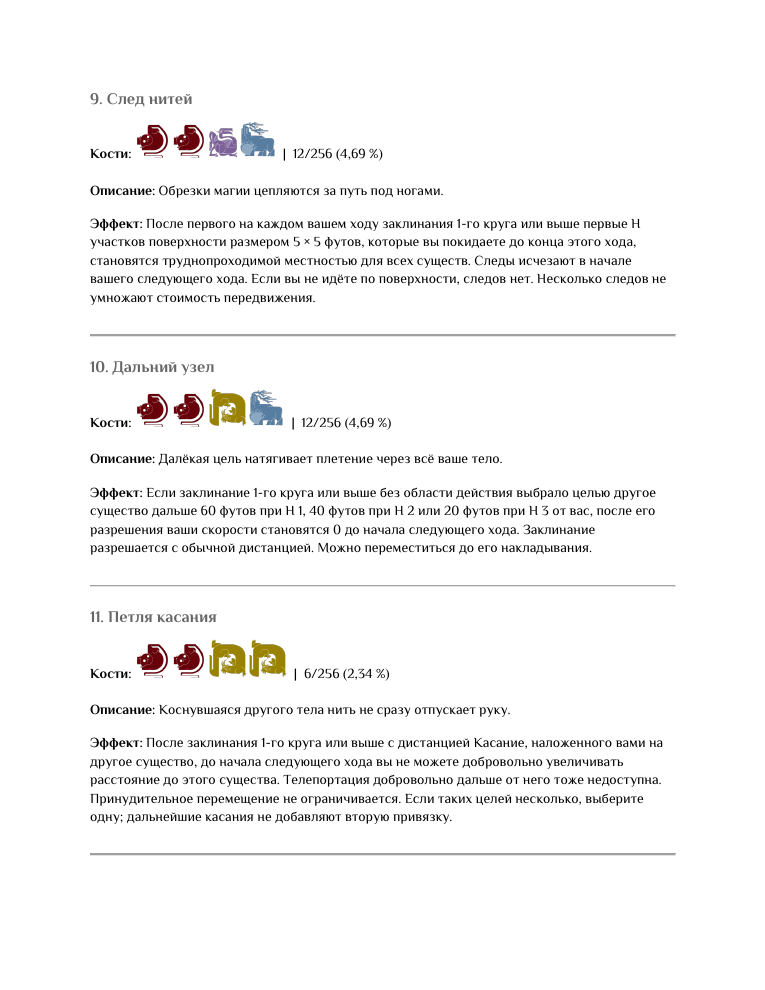 9. След нитей
Кости: | 12/256 (4,69 %)
Описание: Обрезки магии цепляются за путь под ногами.
Эффект: После первого на каждом вашем ходу заклинания 1-го круга или выше первые Н
участков поверхности размером 5 × 5 футов, которые вы покидаете до конца этого хода,
становятся труднопроходимой местностью для всех существ. Следы исчезают в начале
вашего следующего хода. Если вы не идёте по поверхности, следов нет. Несколько следов не
умножают стоимость передвижения.
10. Дальний узел
Кости: | 12/256 (4,69 %)
Описание: Далёкая цель натягивает плетение через всё ваше тело.
Эффект: Если заклинание 1-го круга или выше без области действия выбрало целью другое
существо дальше 60 футов при Н 1, 40 футов при Н 2 или 20 футов при Н 3 от вас, после его
разрешения ваши скорости становятся 0 до начала следующего хода. Заклинание
разрешается с обычной дистанцией. Можно переместиться до его накладывания.
11. Петля касания
Кости: | 6/256 (2,34 %)
Описание: Коснувшаяся другого тела нить не сразу отпускает руку.
Эффект: После заклинания 1-го круга или выше с дистанцией Касание, наложенного вами на
другое существо, до начала следующего хода вы не можете добровольно увеличивать
расстояние до этого существа. Телепортация добровольно дальше от него тоже недоступна.
Принудительное перемещение не ограничивается. Если таких целей несколько, выберите
одну; дальнейшие касания не добавляют вторую привязку.